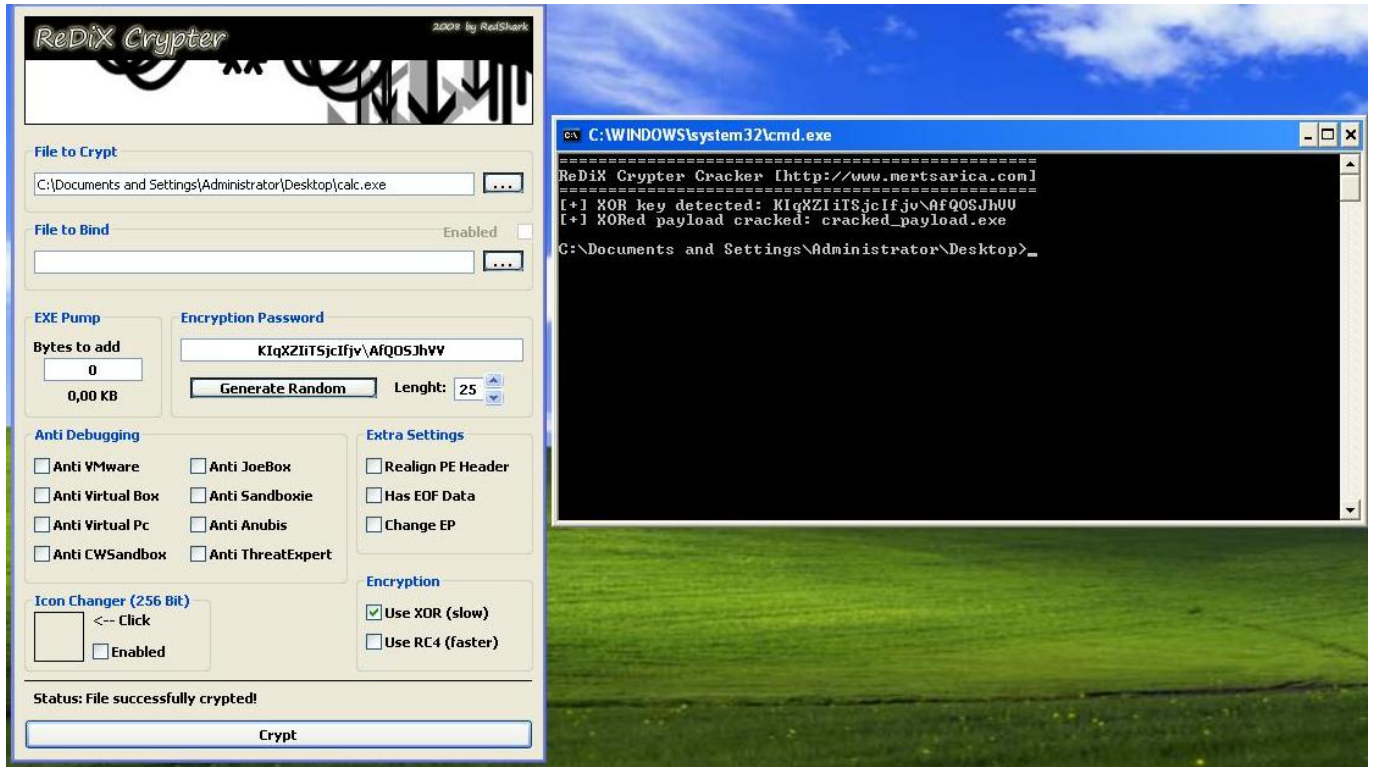 ReDiX Crypter
2008 by RedShark
File to Crypt
C:\Documents and Settings\Administrator\Desktop\calc.exe
...
File to Bind
Enabled
...
EXE Pump
Bytes to add
0
0,00 KB
Encryption Password
KIqXZIiTSjcIfjv\AfQOSJhVV
Generate Random
Lenght: 25
Anti Debugging
Anti VMware
Anti JoeBox
Anti Virtual Box
Anti Sandboxie
Anti Virtual Pc
Anti Anubis
Anti CWSandbox
Anti ThreatExpert
Extra Settings
Realign PE Header
Has EOF Data
Change EP
Icon Changer (256 Bit)
<-- Click
Enabled
Encryption
Use XOR (slow)
Use RC4 (faster)
Status: File successfully crypted!
Crypt
C:\WINDOWS\system32\cmd.exe
=================================================
ReDiX Crypter Cracker [http://www.mertsarica.com]
=================================================
[+] XOR key detected: KIqXZIiTSjcIfjv\AfQOSJhVV
[+] XORed payload cracked: cracked_payload.exe
C:\Documents and Settings\Administrator\Desktop>_